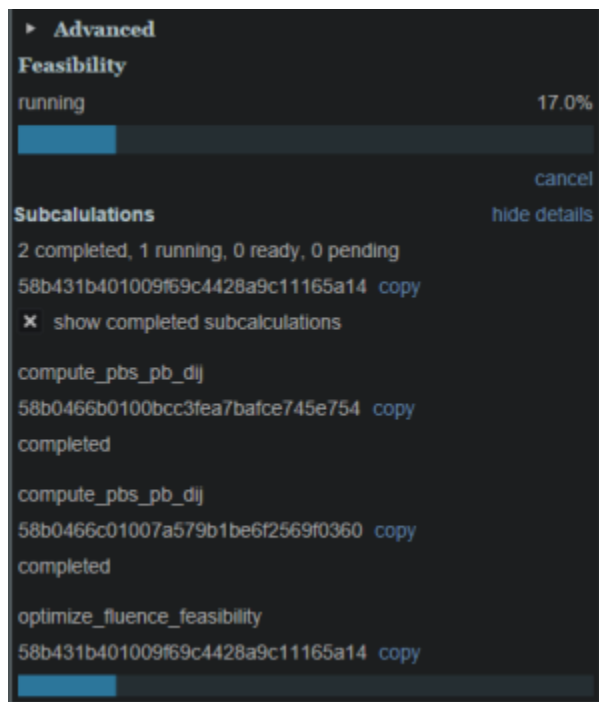 Advanced
Feasibility
running 17.0%
cancel
Subcalulations hide details
2 completed, 1 running, 0 ready, 0 pending
58b431b401009f69c4428a9c11165a14 copy
show completed subcalculations
compute_pbs_pb_dij
58b0466b0100bcc3fea7bafce745e754 copy
completed
compute_pbs_pb_dij
58b0466c01007a579b1be6f2569f0360 copy
completed
optimize_fluence_feasibility
58b431b401009f69c4428a9c11165a14 copy